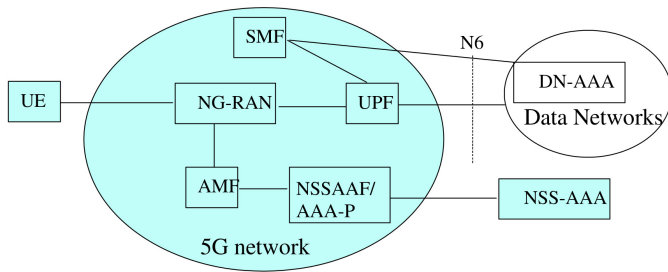 SMF
N6
DN-AAA
UE
NG-RAN
UPF
Data Networks
AMF
NSSAAF/
AAA-P
NSS-AAA
5G network